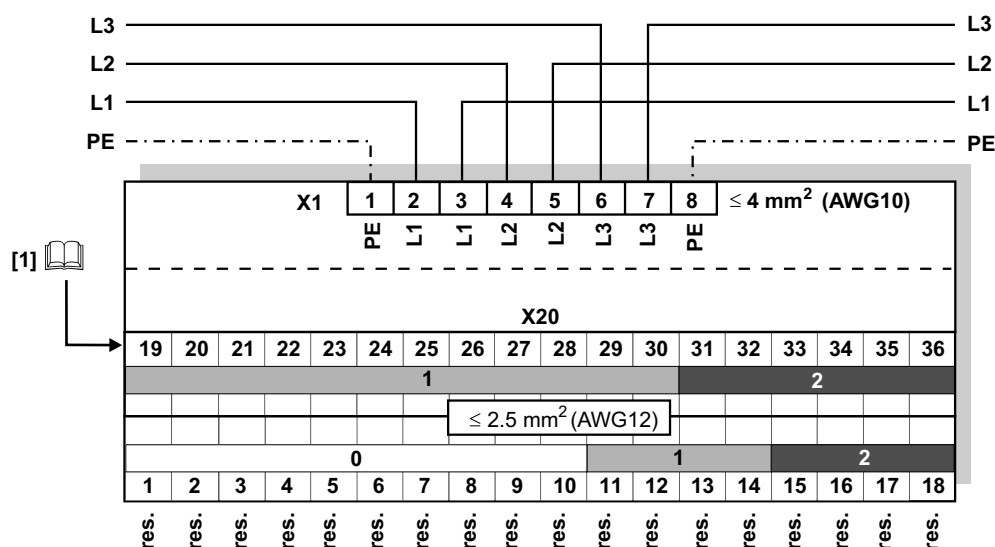 L3 L3
L2 L2
L1 L1
PE PE
X1 1 2 3 4 5 6 7 8 ≤ 4 mm² (AWG10)
PE L1 L1 L2 L2 L3 L3 PE
[1]
X20
19 20 21 22 23 24 25 26 27 28 29 30 31 32 33 34 35 36
1 2
≤ 2.5 mm² (AWG12)
0 1 2
1 2 3 4 5 6 7 8 9 10 11 12 13 14 15 16 17 18
res. res. res. res. res. res. res. res. res. res. res. res. res. res. res. res. res. res.